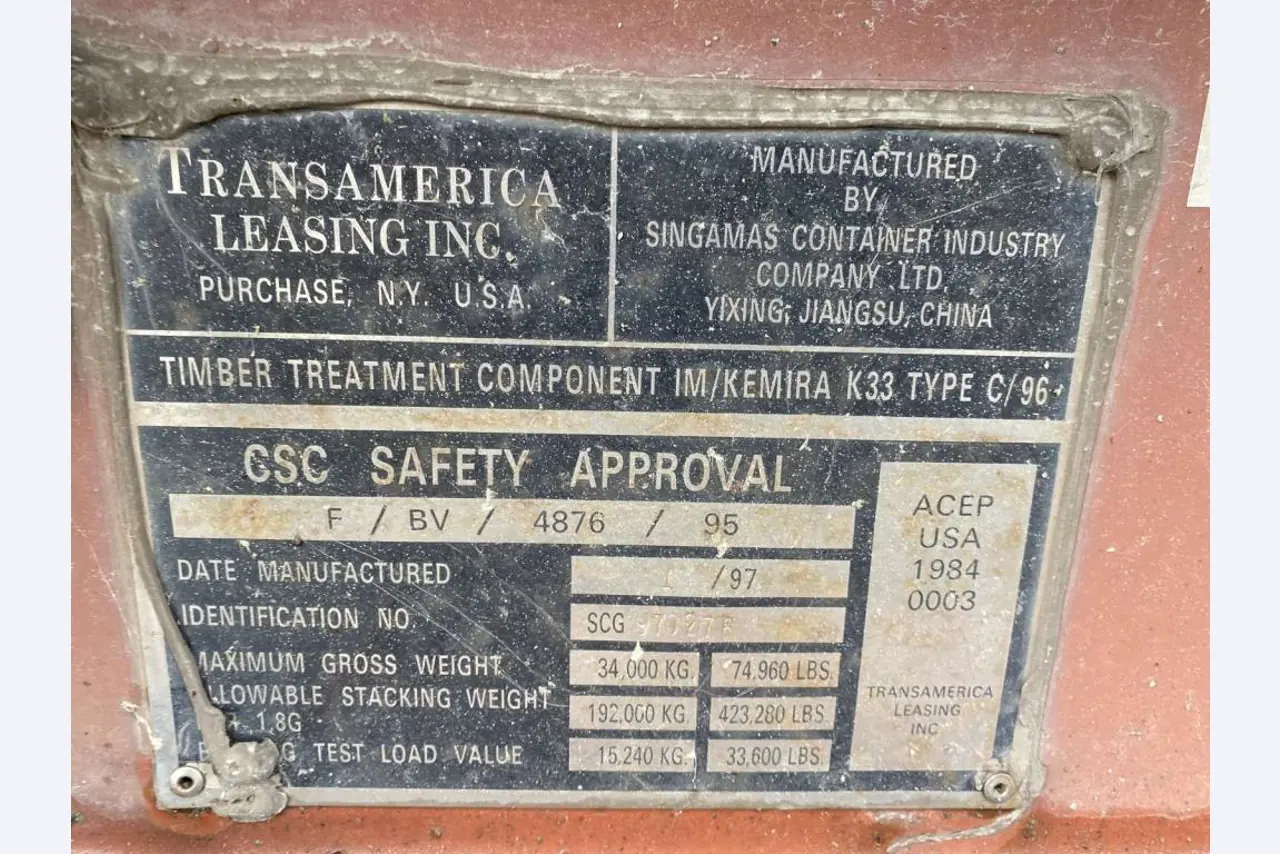 TRANSAMERICA
LEASING INC.
PURCHASE, N.Y. U.S.A.
MANUFACTURED
BY
SINGAMAS CONTAINER INDUSTRY
COMPANY LTD.
YIXING, JIANGSU, CHINA
TIMBER TREATMENT COMPONENT IM/KEMIRA K33 TYPE C/96
CSC SAFETY APPROVAL
F / BV / 4876 / 95
DATE MANUFACTURED 1 /97
IDENTIFICATION NO. SCG
MAXIMUM GROSS WEIGHT 34,000 KG. 74,960 LBS.
ALLOWABLE STACKING WEIGHT
1.8G 192,000 KG. 423,280 LBS.
TEST LOAD VALUE 15,240 KG. 33,600 LBS.
ACEP
USA
1984
0003
TRANSAMERICA
LEASING
INC